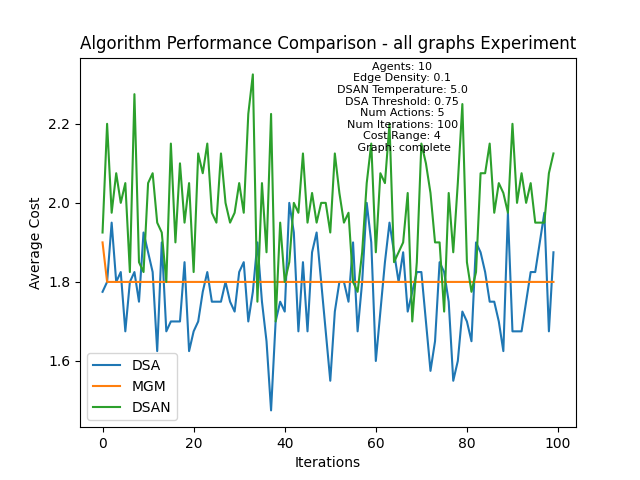 Algorithm Performance Comparison - all graphs Experiment
Agents: 10
Edge Density: 0.1
DSAN Temperature: 5.0
DSA Threshold: 0.75
Num Actions: 5
Num Iterations: 100
Cost Range: 4
Graph: complete
Average Cost
2.2
2.0
1.8
1.6
DSA
MGM
DSAN
0
20
40
60
80
100
Iterations